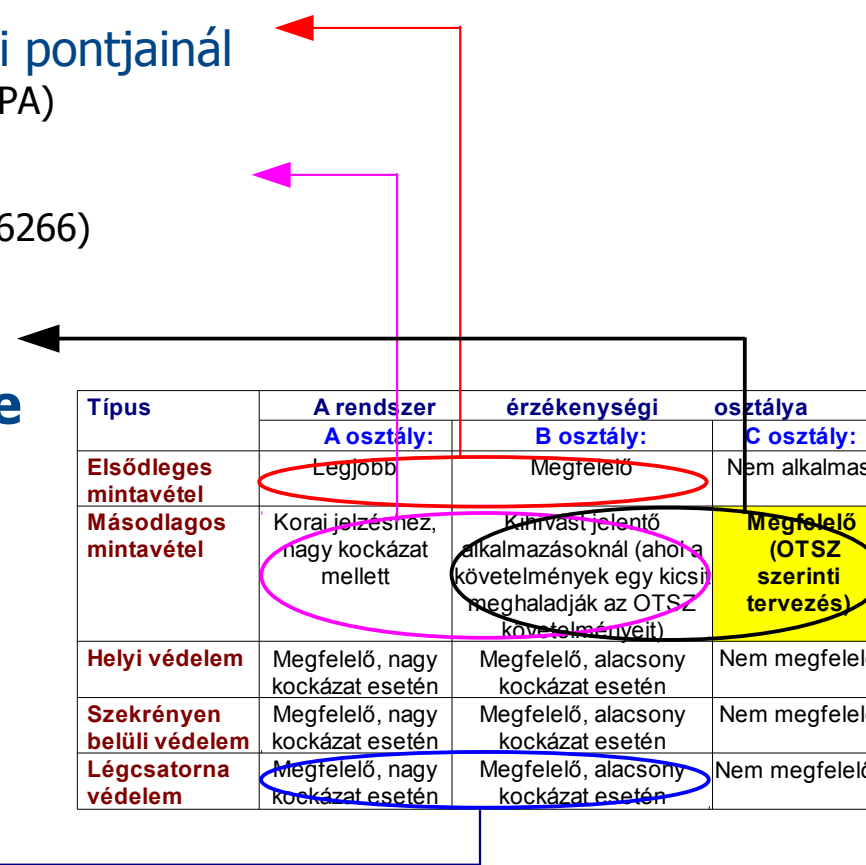 i pontjainál
PA)
6266)
e
Típus A rendszer érzékenységi osztálya
A osztály: B osztály: C osztály:
Elsődleges mintavétel
Legjobb
Megfelelő
Nem alkalmas
Másodlagos mintavétel
Korai jelzéshez,
nagy kockázat
mellett
Kihívást jelentő
alkalmazásoknál (ahol a
követelmények egy kicsit
meghaladják az OTSZ
követelményeit)
Megfelelő
(OTSZ
szerinti
tervezés)
Helyi védelem
Megfelelő, nagy
kockázat esetén
Megfelelő, alacsony
kockázat esetén
Nem megfelelő
Szekrényen
belüli védelem
Megfelelő, nagy
kockázat esetén
Megfelelő, alacsony
kockázat esetén
Nem megfelelő
Légcsatorna
védelem
Megfelelő, nagy
kockázat esetén
Megfelelő, alacsony
kockázat esetén
Nem megfelelő